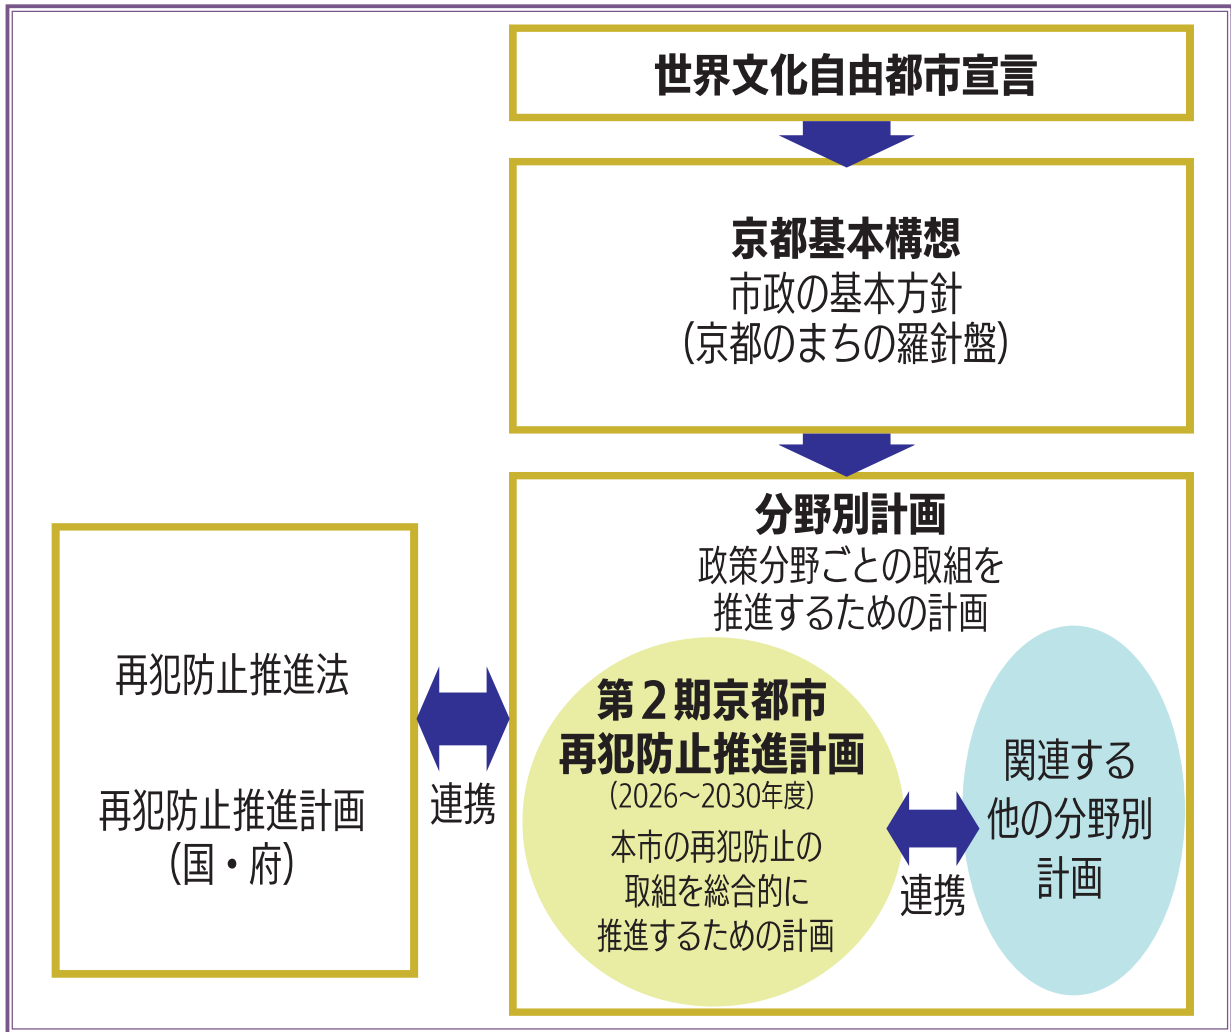 世界文化自由都市宣言
京都基本構想
市政の基本方針
(京都のまちの羅針盤)
分野別計画
政策分野ごとの取組を
推進するための計画
再犯防止推進法
再犯防止推進計画
(国・府)
連携
第2期京都市
再犯防止推進計画
(2026~2030年度)
本市の再犯防止の
取組を総合的に
推進するための計画
連携
関連する
他の分野別
計画